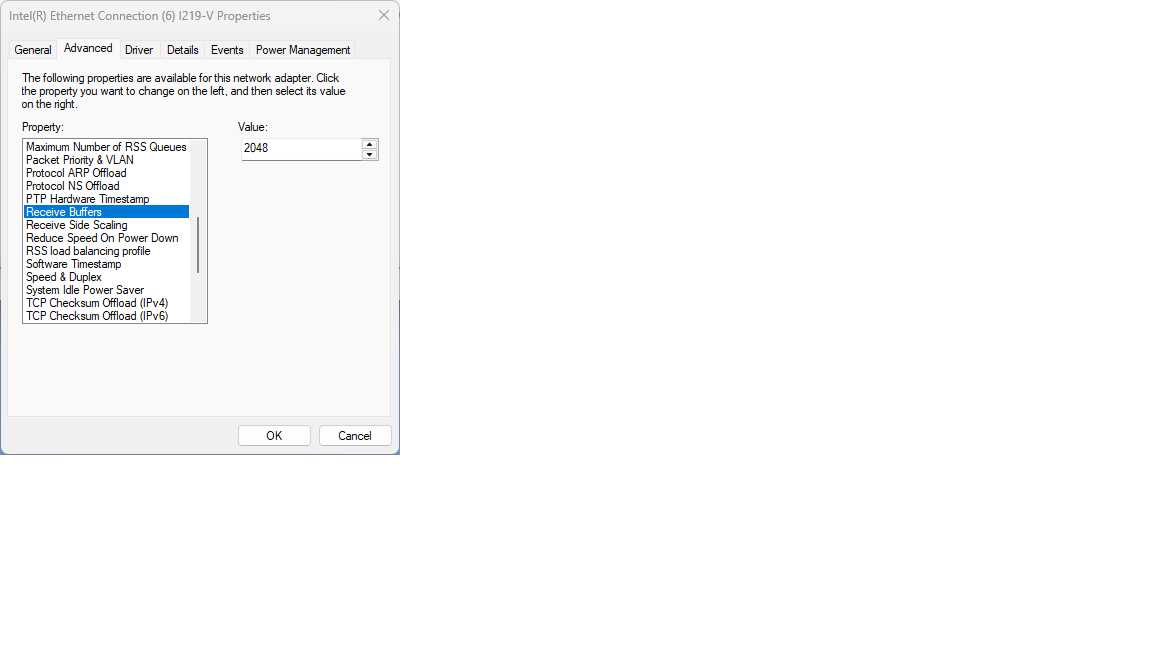 Intel(R) Ethernet Connection (6) I219-V Properties
General Advanced Driver Details Events Power Management
The following properties are available for this network adapter. Click
the property you want to change on the left, and then select its value
on the right.
Property:
Value:
Maximum Number of RSS Queues
Packet Priority & VLAN
Protocol ARP Offload
Protocol NS Offload
PTP Hardware Timestamp
Receive Buffers
Receive Side Scaling
Reduce Speed On Power Down
RSS load balancing profile
Software Timestamp
Speed & Duplex
System Idle Power Saver
TCP Checksum Offload (IPv4)
TCP Checksum Offload (IPv6)
2048
OK
Cancel